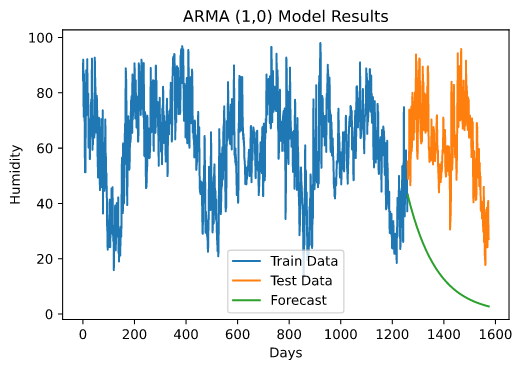 ARMA (1,0) Model Results
100
80
60
40
20
0
Humidity
Train Data
Test Data
Forecast
0 200 400 600 800 1000 1200 1400 1600
Days